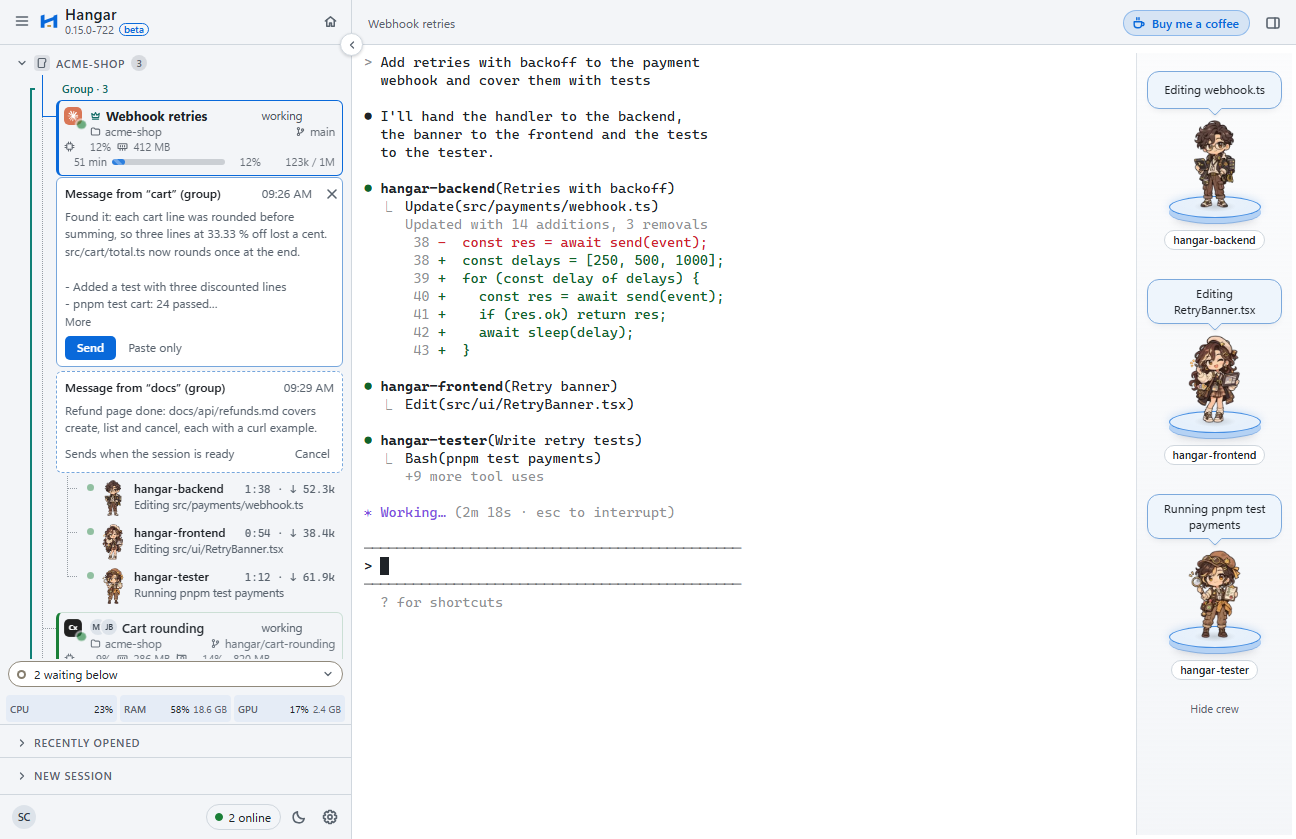 Hangar
0.15.0-722 beta
Webhook retries
Buy me a coffee
ACME-SHOP 3
Group · 3
Webhook retries working
acme-shop main
12% 412 MB
51 min 12% 123k / 1M
Message from “cart” (group) 09:26 AM
Found it: each cart line was rounded before
summing, so three lines at 33.33 % off lost a cent.
src/cart/total.ts now rounds once at the end.
- Added a test with three discounted lines
- pnpm test cart: 24 passed...
More
Send Paste only
Message from “docs” (group) 09:29 AM
Refund page done: docs/api/refunds.md covers
create, list and cancel, each with a curl example.
Sends when the session is ready Cancel
hangar-backend 1:38 · ↓ 52.3k
Editing src/payments/webhook.ts
hangar-frontend 0:54 · ↓ 38.4k
Editing src/ui/RetryBanner.tsx
hangar-tester 1:12 · ↓ 61.9k
Running pnpm test payments
Cx M JB Cart rounding working
acme-shop hangar/cart-rounding
9% 286 MB 14% 820 MB
2 waiting below
CPU 23% RAM 58% 18.6 GB GPU 17% 2.4 GB
RECENTLY OPENED
NEW SESSION
SC 2 online
> Add retries with backoff to the payment
webhook and cover them with tests
● I'll hand the handler to the backend,
the banner to the frontend and the tests
to the tester.
● hangar-backend(Retries with backoff)
⎿ Update(src/payments/webhook.ts)
Updated with 14 additions, 3 removals
38 - const res = await send(event);
38 + const delays = [250, 500, 1000];
39 + for (const delay of delays) {
40 + const res = await send(event);
41 + if (res.ok) return res;
42 + await sleep(delay);
43 + }
● hangar-frontend(Retry banner)
⎿ Edit(src/ui/RetryBanner.tsx)
● hangar-tester(Write retry tests)
⎿ Bash(pnpm test payments)
+9 more tool uses
* Working… (2m 18s · esc to interrupt)
>
? for shortcuts
Editing webhook.ts
hangar-backend
Editing
RetryBanner.tsx
hangar-frontend
Running pnpm test
payments
hangar-tester
Hide crew